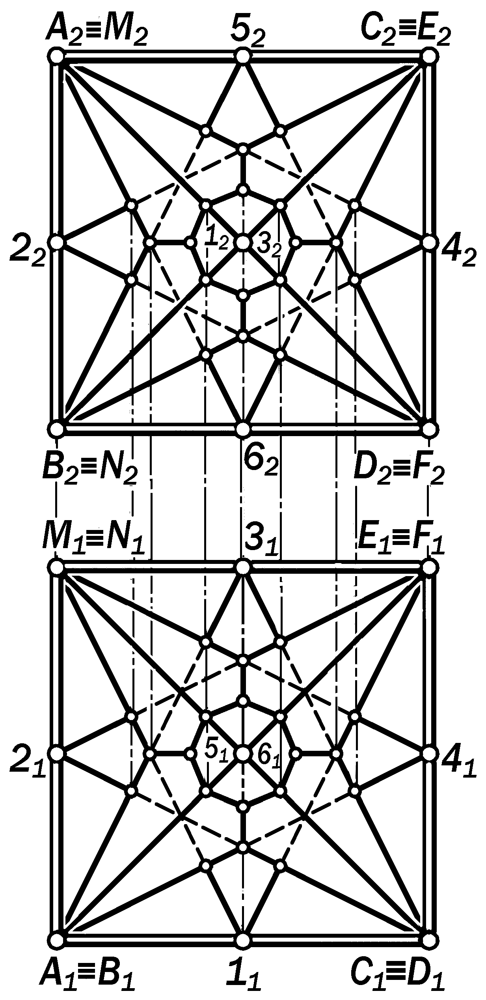 A₂≡M₂ 5₂ C₂≡E₂
2₂ 1₂ 3₂ 4₂
B₂≡N₂ 6₂ D₂≡F₂
M₁≡N₁ 3₁ E₁≡F₁
2₁ 5₁ 6₁ 4₁
A₁≡B₁ 1₁ C₁≡D₁